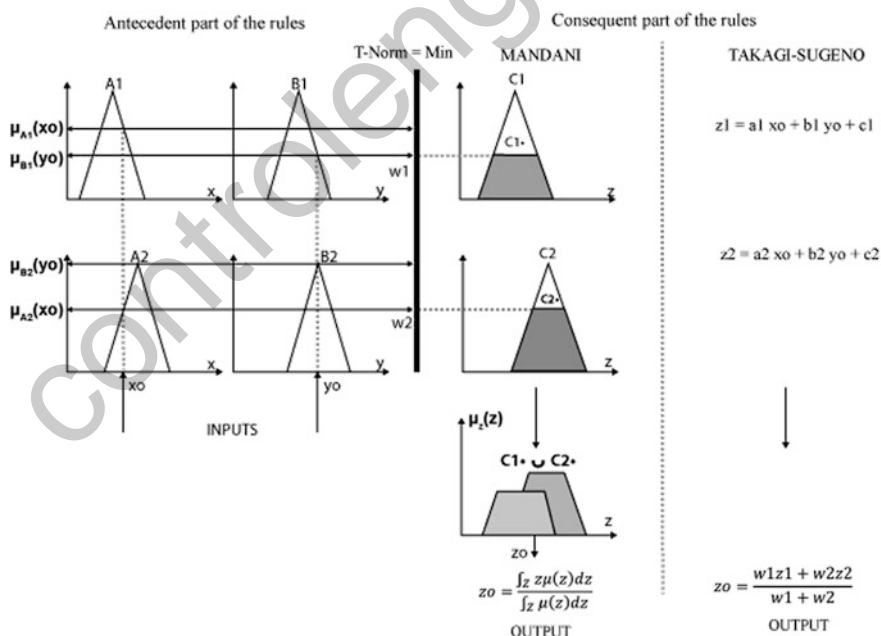 Antecedent part of the rules
Consequent part of the rules
T-Norm = Min
MANDANI
TAKAGI-SUGENO
A1
B1
C1
μA1(xo)
μB1(yo)
C1*
w1
x
y
z
z1 = a1 xo + b1 yo + c1
μB2(yo)
μA2(xo)
A2
B2
C2
C2*
w2
x
y
z
z2 = a2 xo + b2 yo + c2
xo
yo
INPUTS
μz(z)
C1* ∪ C2*
z
zo
zo = ∫z zμ(z)dz / ∫z μ(z)dz
OUTPUT
zo = w1z1 + w2z2 / w1 + w2
OUTPUT
controleng